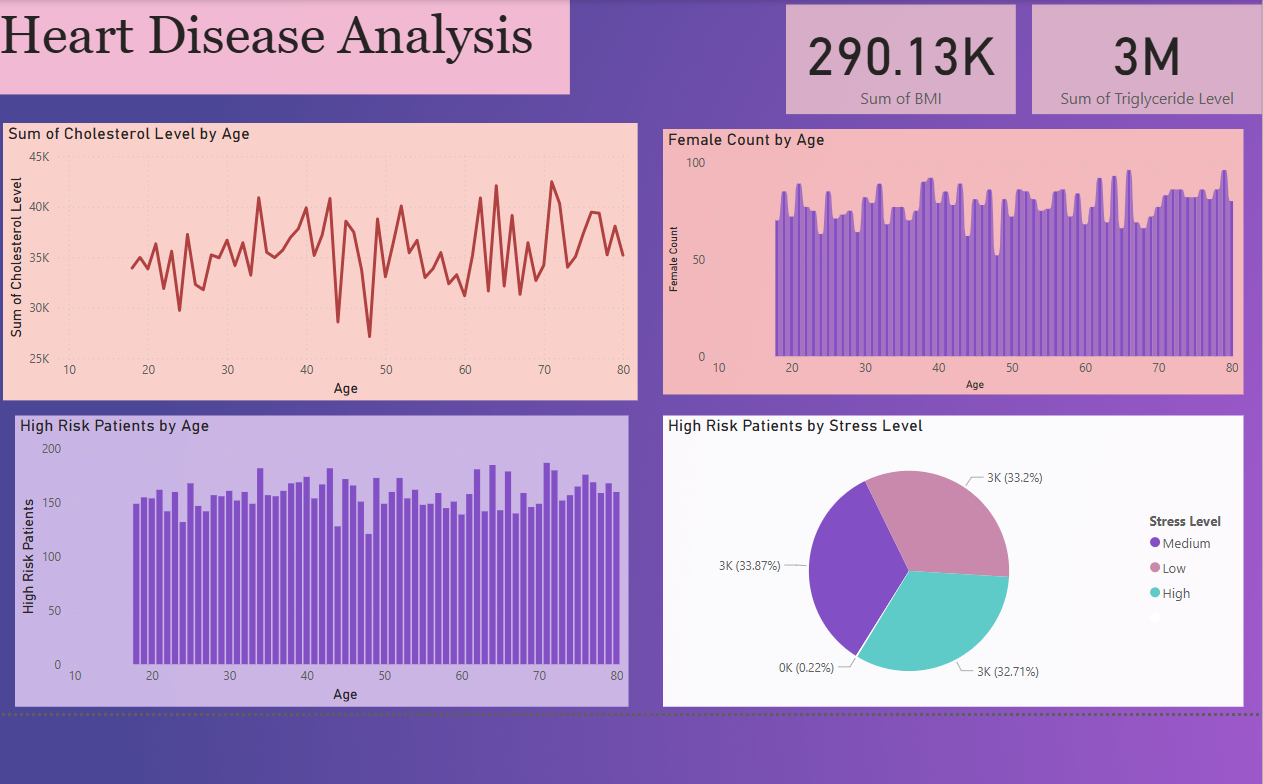 Heart Disease Analysis
290.13K
Sum of BMI
3M
Sum of Triglyceride Level
Sum of Cholesterol Level by Age
45K
40K
35K
30K
25K
Sum of Cholesterol Level
10 20 30 40 50 60 70 80
Age
Female Count by Age
100
50
0
Female Count
10 20 30 40 50 60 70 80
Age
High Risk Patients by Age
200
150
100
50
0
High Risk Patients
10 20 30 40 50 60 70 80
Age
High Risk Patients by Stress Level
3K (33.2%)
3K (33.87%)
0K (0.22%)
3K (32.71%)
Stress Level
Medium
Low
High